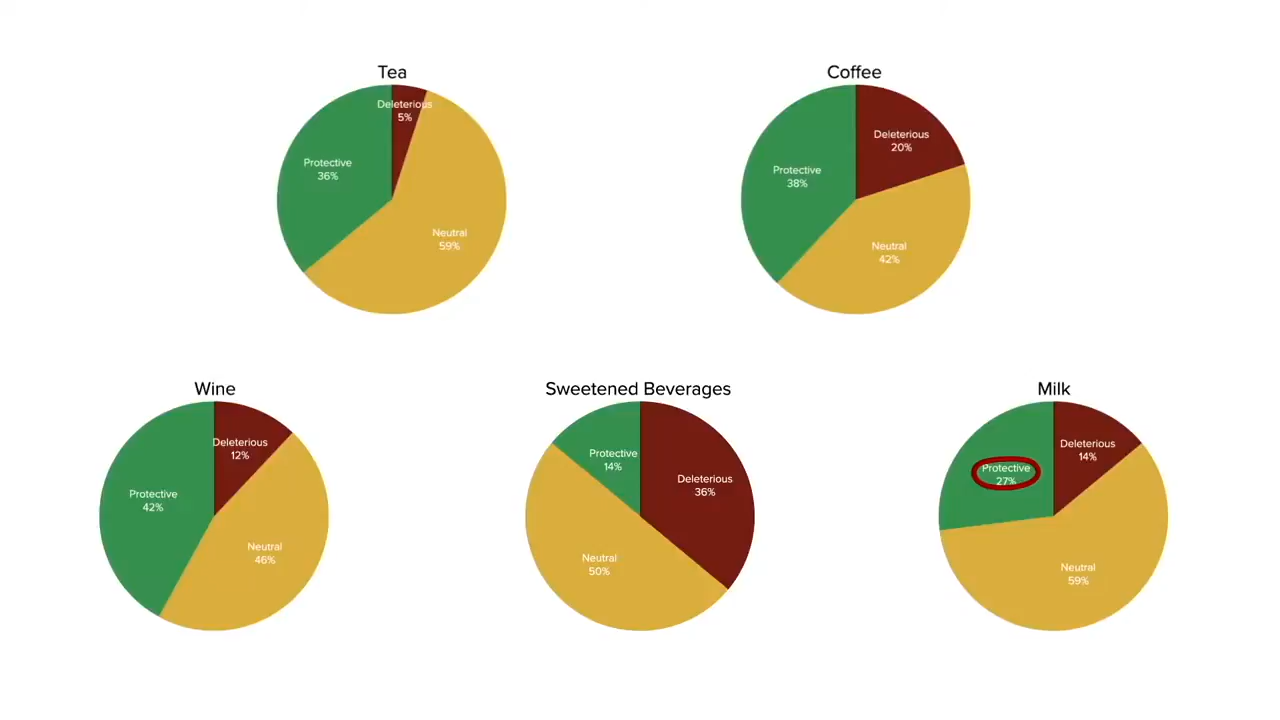 Tea
Deleterious
5%
Protective
36%
Neutral
59%
Coffee
Deleterious
20%
Protective
38%
Neutral
42%
Wine
Deleterious
12%
Protective
42%
Neutral
46%
Sweetened Beverages
Protective
14%
Deleterious
36%
Neutral
50%
Milk
Deleterious
14%
Protective
27%
Neutral
59%